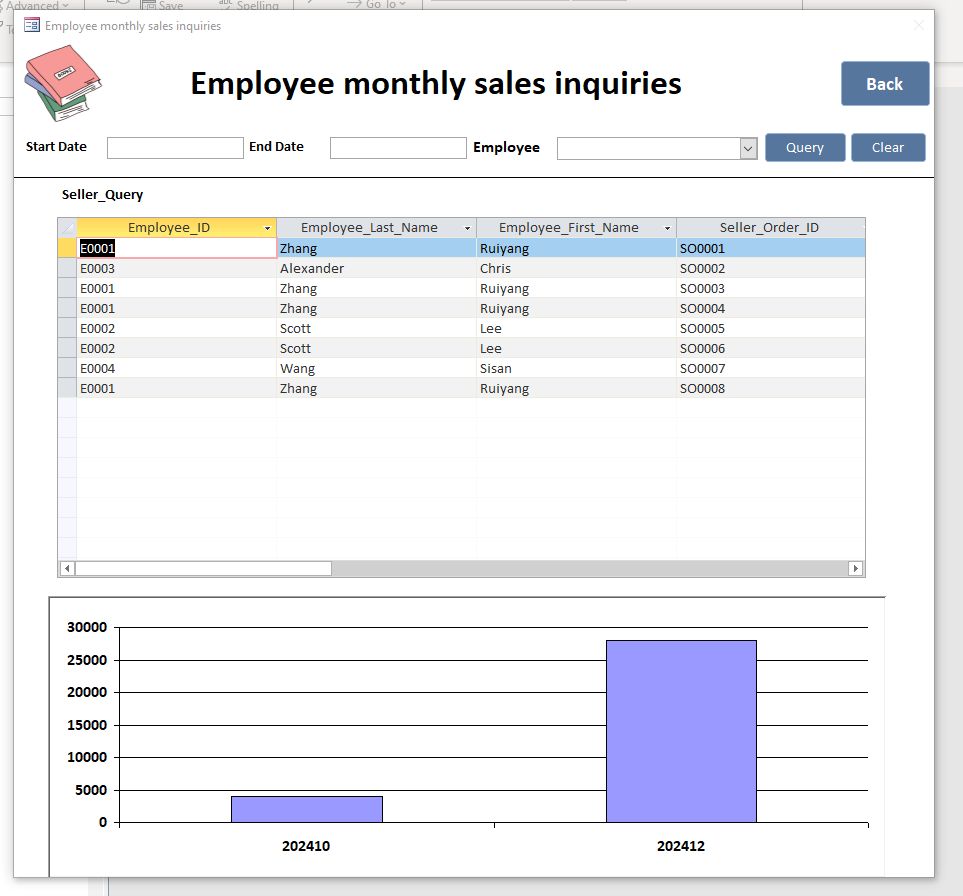 Advanced
Save
Spelling
Go To
Employee monthly sales inquiries
BOOKS
Employee monthly sales inquiries
Back
Start Date End Date Employee Query Clear
Seller_Query
Employee_ID Employee_Last_Name Employee_First_Name Seller_Order_ID
E0001 Zhang Ruiyang SO0001
E0003 Alexander Chris SO0002
E0001 Zhang Ruiyang SO0003
E0001 Zhang Ruiyang SO0004
E0002 Scott Lee SO0005
E0002 Scott Lee SO0006
E0004 Wang Sisan SO0007
E0001 Zhang Ruiyang SO0008
30000
25000
20000
15000
10000
5000
0
202410 202412